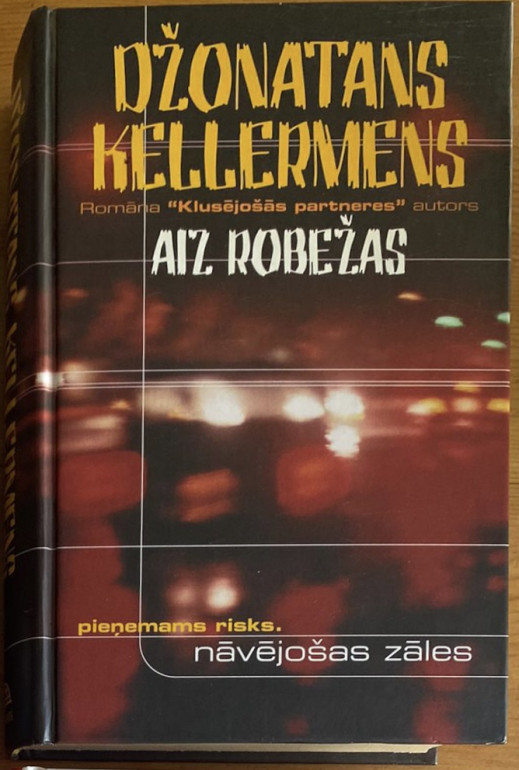 DŽONATANS
KELLERMENS
Romāna "Klusējošās partneres" autors
AIZ ROBEŽAS
pieņemams risks.
nāvējošas zāles